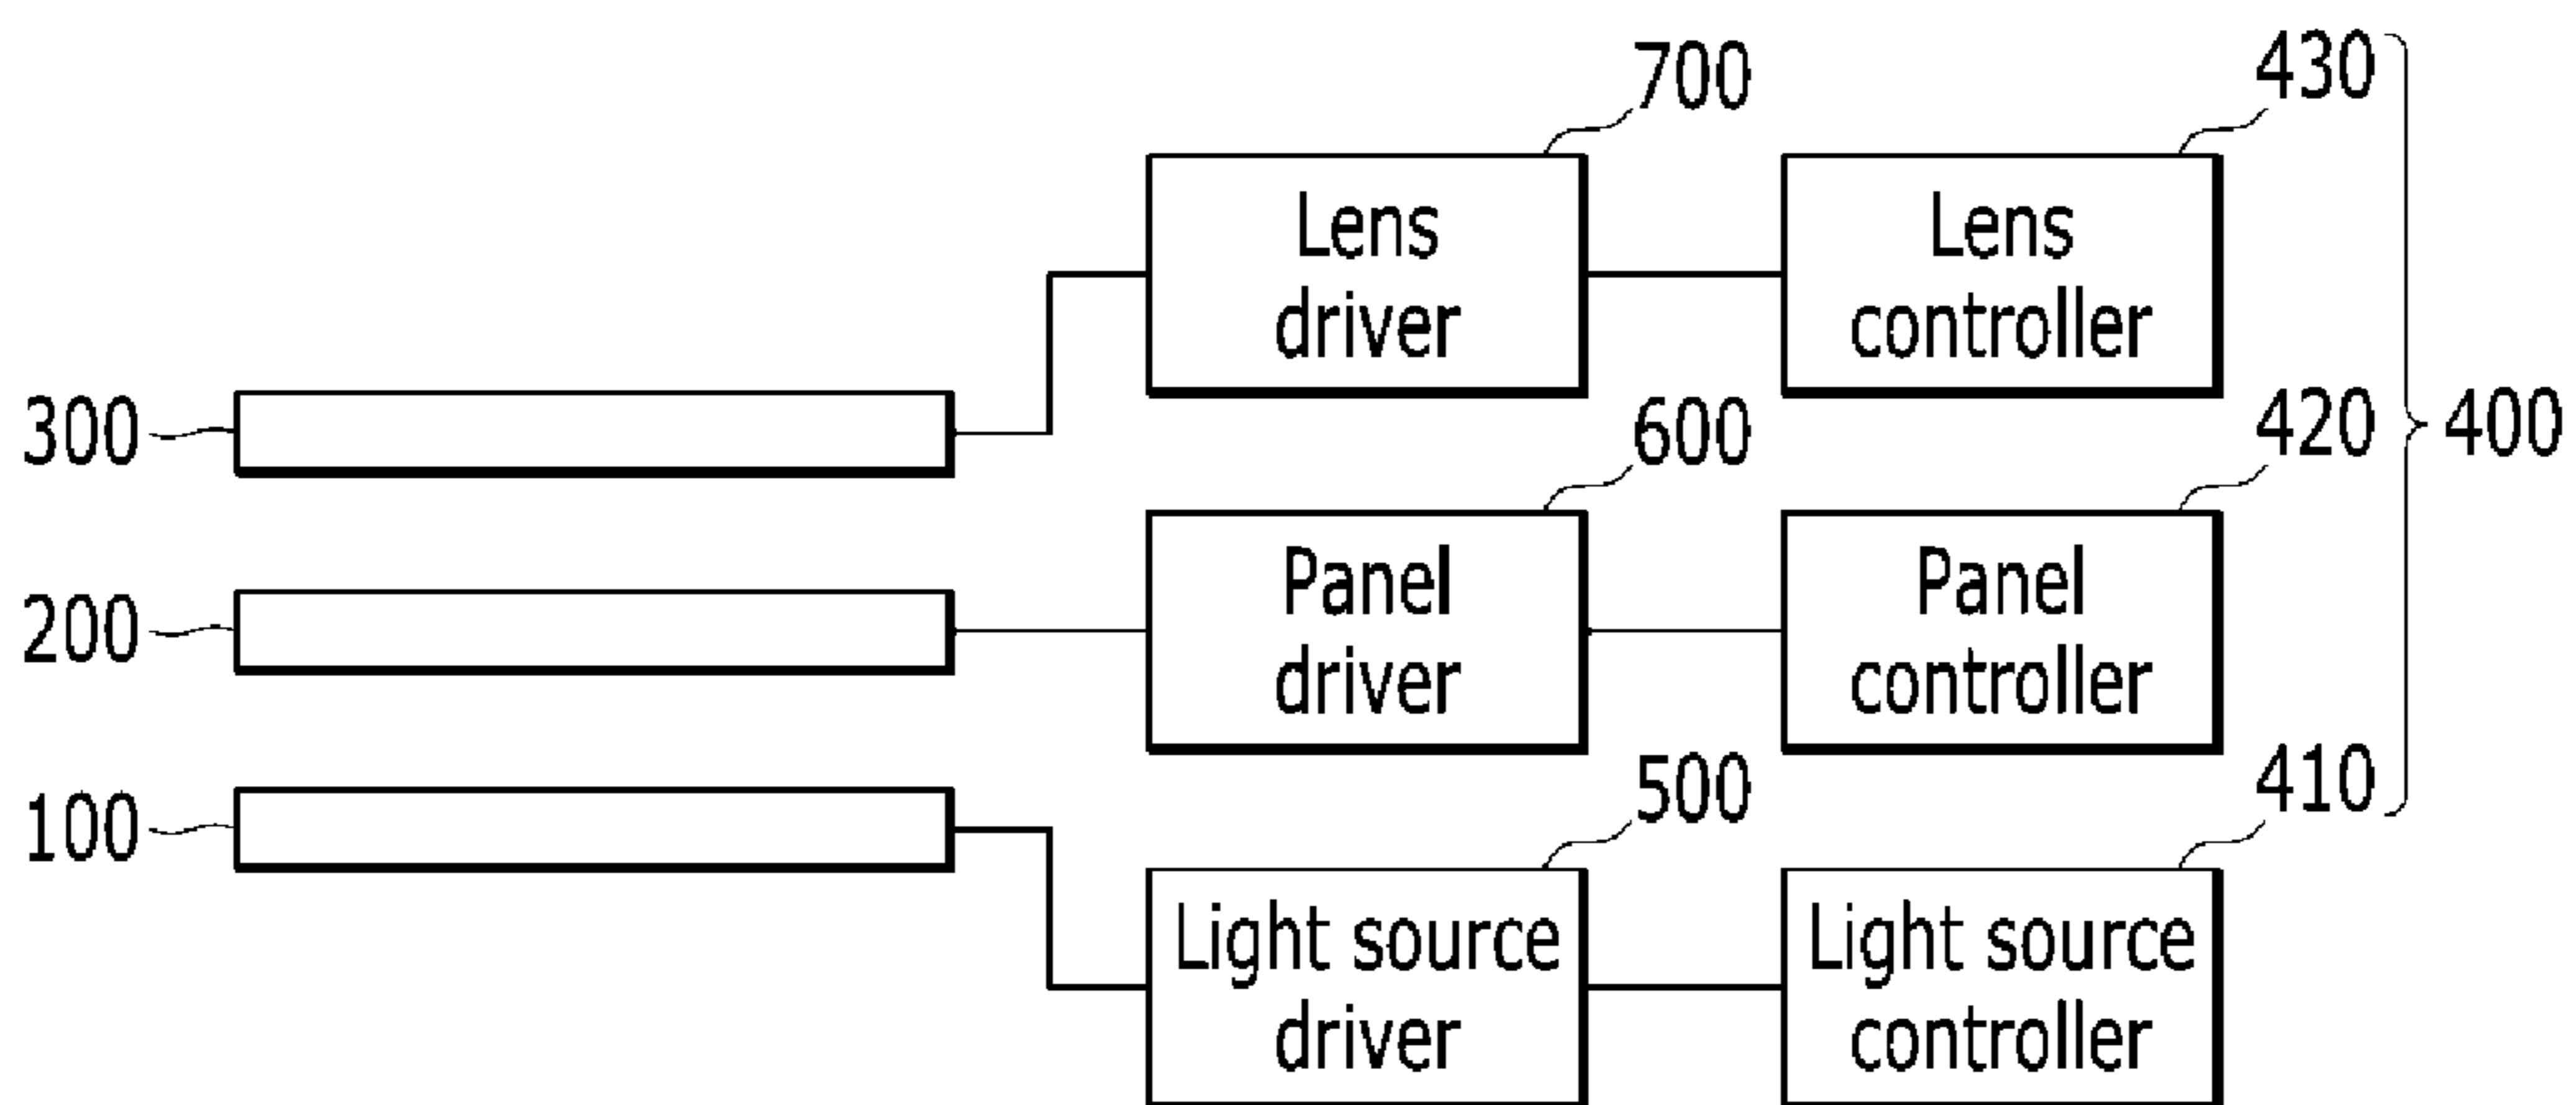 700
430
Lens
driver
Lens
controller
300
600
420
400
Panel
driver
Panel
controller
200
500
410
100
Light source
driver
Light source
controller